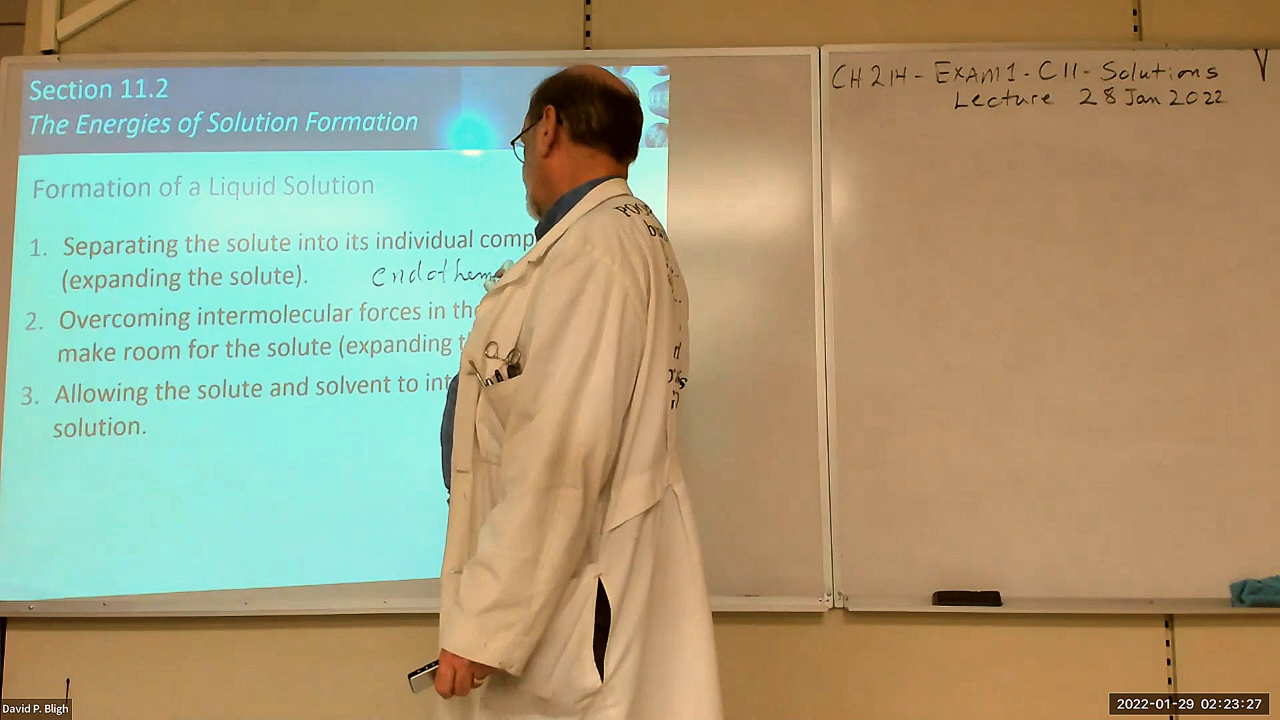 Section 11.2
The Energies of Solution Formation
Formation of a Liquid Solution
1. Separating the solute into its individual comp
(expanding the solute).
endothem
2. Overcoming intermolecular forces in the
make room for the solute (expanding t
3. Allowing the solute and solvent to int
solution.
CH 214 - EXAM 1 - C11 - Solutions
Lecture 28 Jan 2022
David P. Bligh
2022-01-29 02:23:27